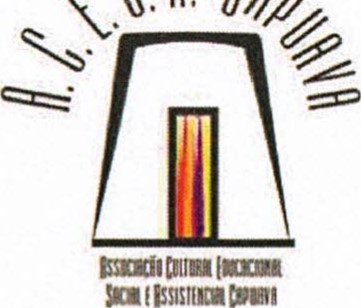 A.C.E.S.A. CAPUAVA
ASSOCIAÇÃO CULTURAL EDUCACIONAL
SOCIAL E ASSISTENCIAL CAPUAVA